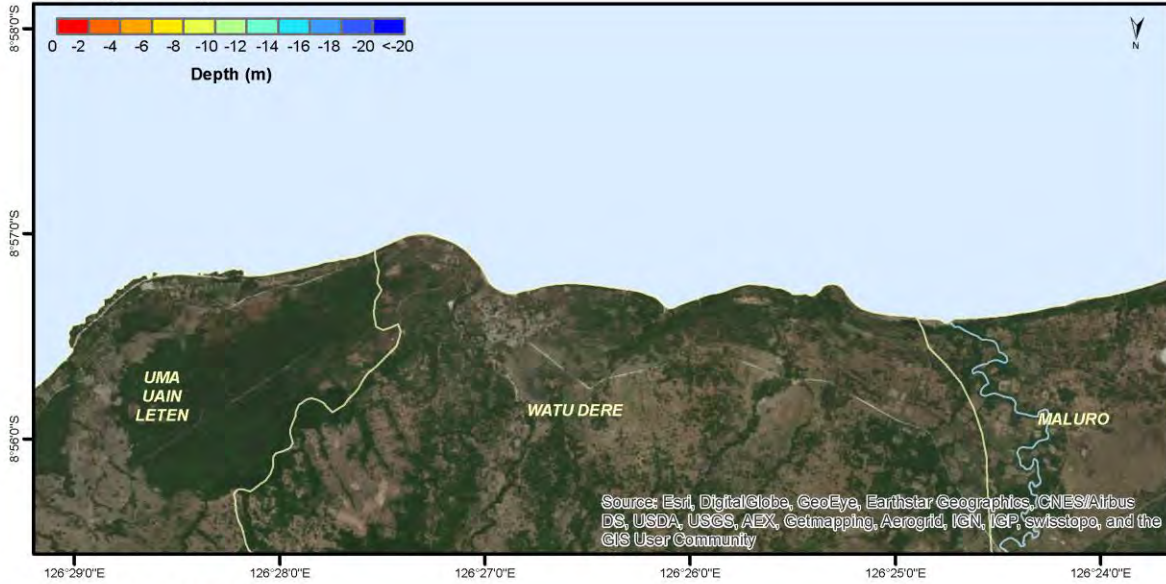 8°58'0"S
0 -2 -4 -6 -8 -10 -12 -14 -16 -18 -20 <-20
Depth (m)
N
8°57'0"S
8°56'0"S
UMA
UAIN
LETEN
WATU DERE
MALURO
Source: Esri, DigitalGlobe, GeoEye, Earthstar Geographics, CNES/Airbus
DS, USDA, USGS, AEX, Getmapping, Aerogrid, IGN, IGP, swisstopo, and the
GIS User Community
126°29'0"E 126°28'0"E 126°27'0"E 126°26'0"E 126°25'0"E 126°24'0"E